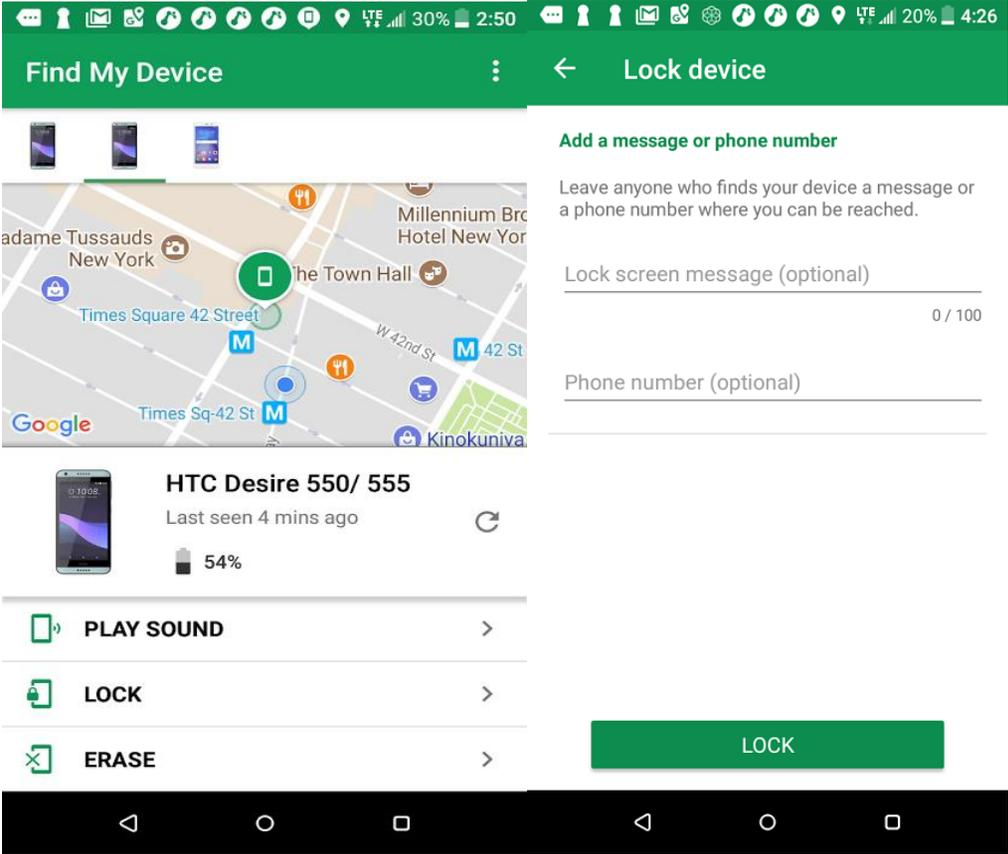 LTE 30% 2:50
Find My Device
Millennium Bro
Hotel New Yor
adame Tussauds
New York
The Town Hall
Times Square 42 Street
M
W 42nd St
M 42 St
Times Sq-42 St M
Google
Kinokuniya
HTC Desire 550/ 555
Last seen 4 mins ago
54%
PLAY SOUND
LOCK
ERASE
LTE 20% 4:26
Lock device
Add a message or phone number
Leave anyone who finds your device a message or
a phone number where you can be reached.
Lock screen message (optional)
0 / 100
Phone number (optional)
LOCK